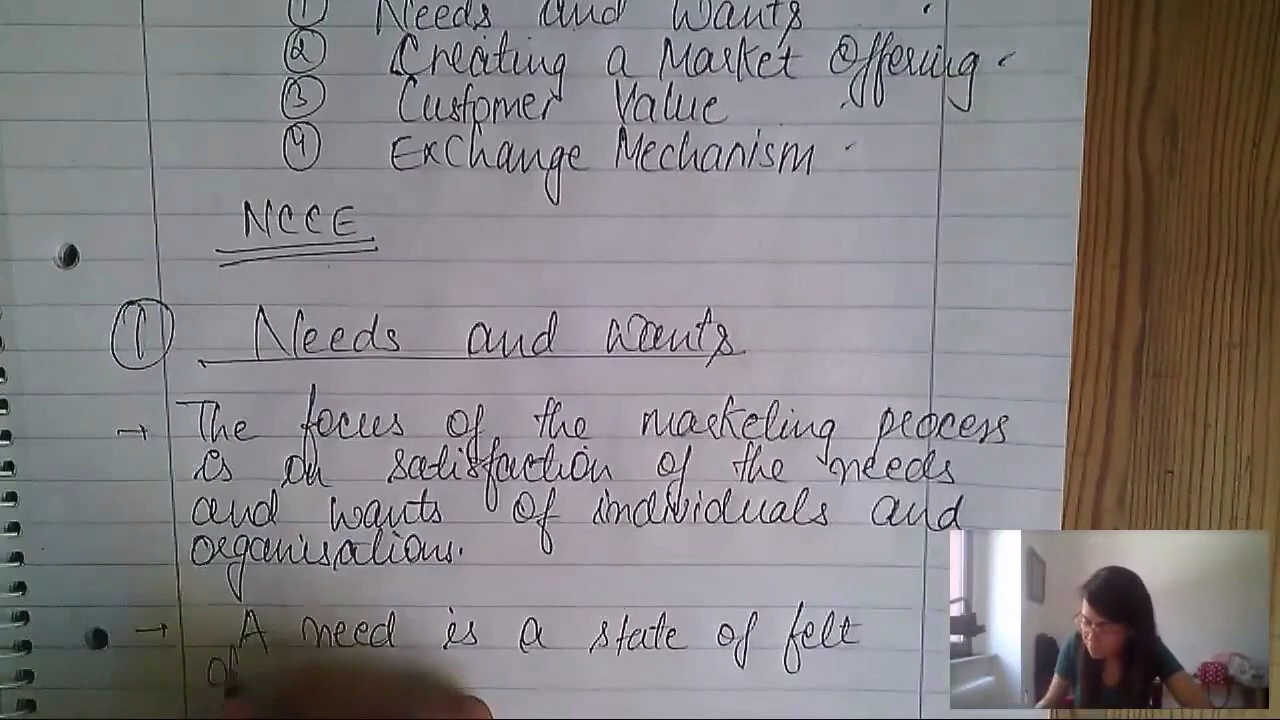 ① Needs and Wants
② Creating a Market Offering
③ Customer Value
④ Exchange Mechanism
NCCE
① Needs and Wants
→ The focus of the marketing process
is on satisfaction of the needs
and wants of individuals and
organisations.
→ A need is a state of felt